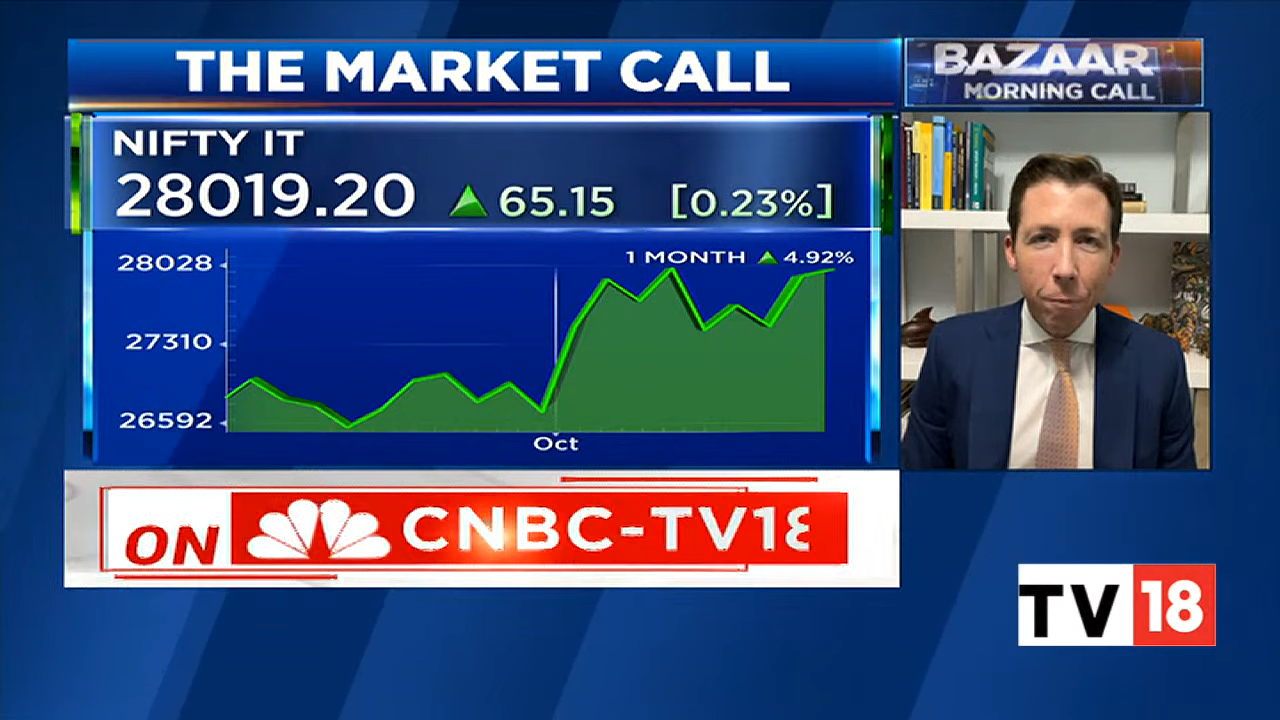 THE MARKET CALL
BAZAAR
MORNING CALL
NIFTY IT
28019.20 ▲ 65.15 [0.23%]
1 MONTH ▲ 4.92%
28028
27310
26592
Oct
ON CNBC-TV18
TV18